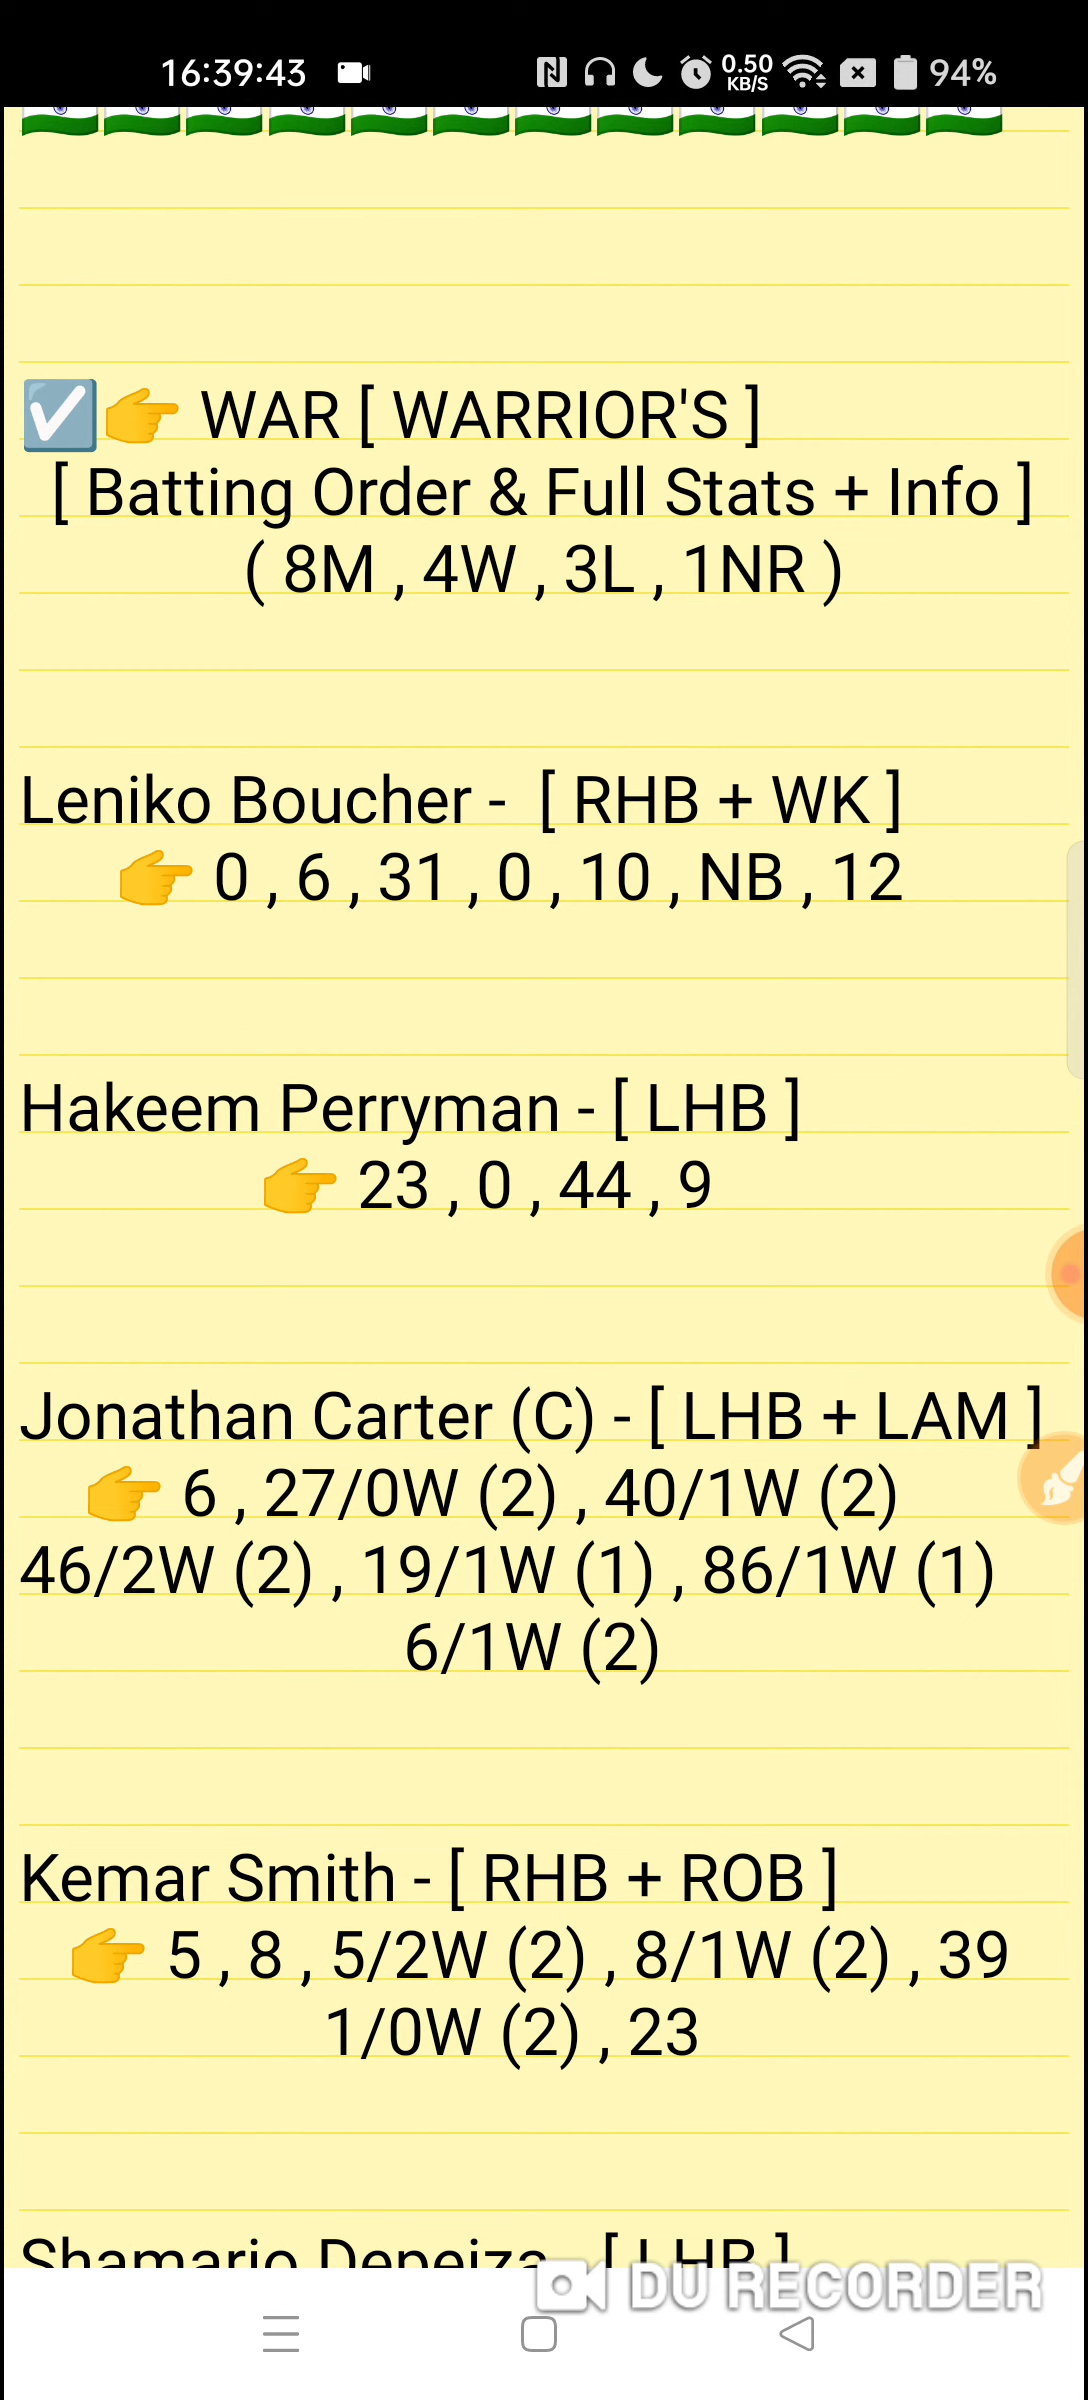 16:39:43 0.50 KB/S 94%
WAR [ WARRIOR'S ]
[ Batting Order & Full Stats + Info ]
( 8M , 4W , 3L , 1NR )
Leniko Boucher - [ RHB + WK ]
0 , 6 , 31 , 0 , 10 , NB , 12
Hakeem Perryman - [ LHB ]
23 , 0 , 44 , 9
Jonathan Carter (C) - [ LHB + LAM ]
6 , 27/0W (2) , 40/1W (2)
46/2W (2) , 19/1W (1) , 86/1W (1)
6/1W (2)
Kemar Smith - [ RHB + ROB ]
5 , 8 , 5/2W (2) , 8/1W (2) , 39
1/0W (2) , 23
Shamario Depeiza - [ LHB ]
DU RECORDER